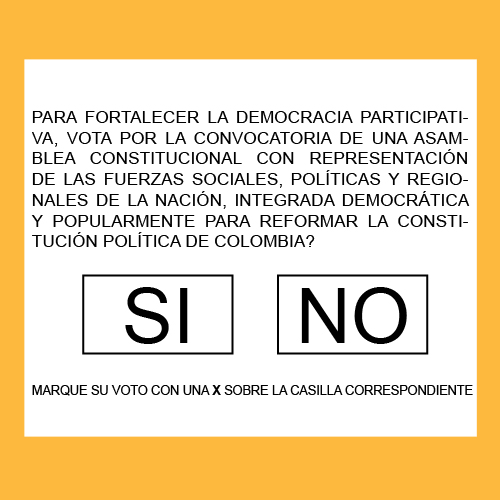 PARA FORTALECER LA DEMOCRACIA PARTICIPATI-
VA, VOTA POR LA CONVOCATORIA DE UNA ASAM-
BLEA CONSTITUCIONAL CON REPRESENTACIÓN
DE LAS FUERZAS SOCIALES, POLÍTICAS Y REGIO-
NALES DE LA NACIÓN, INTEGRADA DEMOCRÁTICA
Y POPULARMENTE PARA REFORMAR LA CONSTI-
TUCIÓN POLÍTICA DE COLOMBIA?
SI NO
MARQUE SU VOTO CON UNA X SOBRE LA CASILLA CORRESPONDIENTE